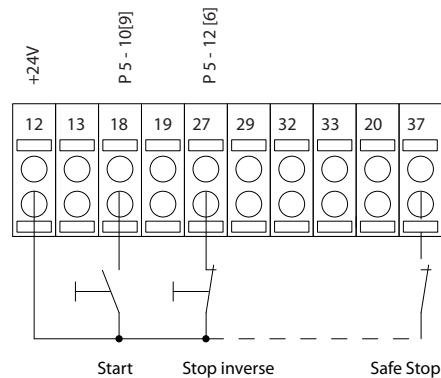 +24V
P 5 - 10[9]
P 5 - 12 [6]
12 13 18 19 27 29 32 33 20 37
Start Stop inverse Safe Stop